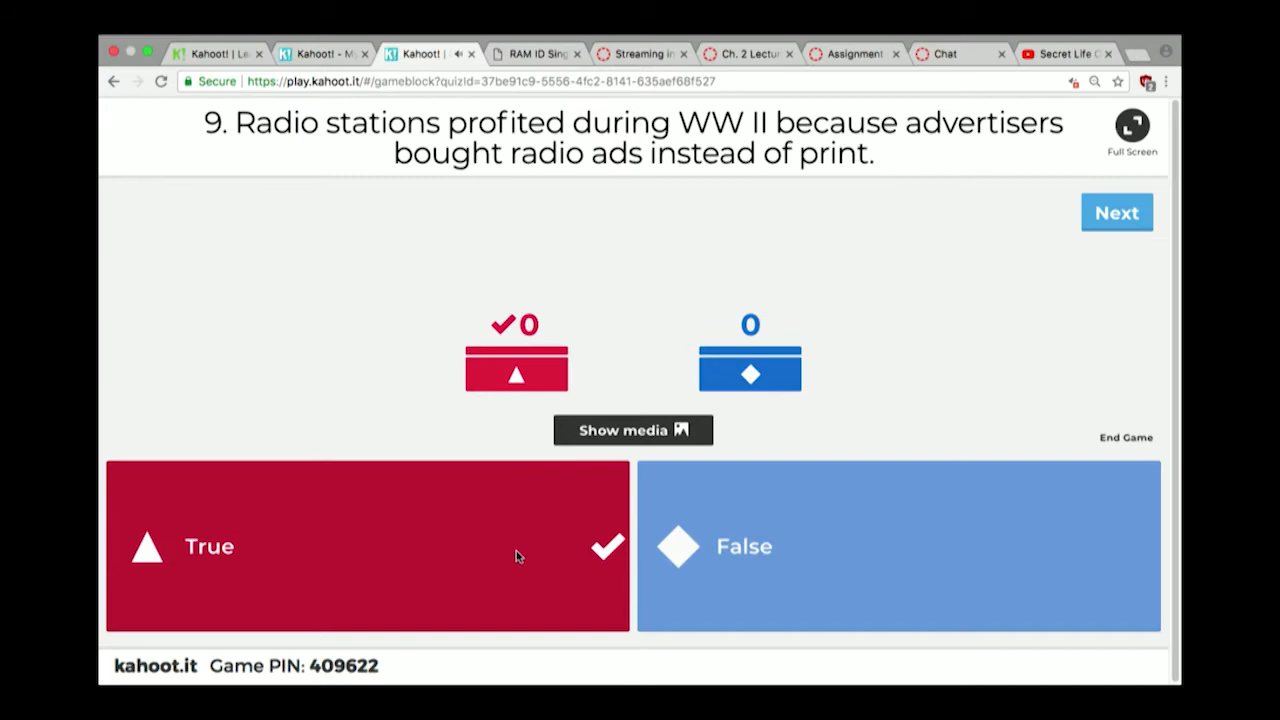 Kahoot! | Le
Kahoot! - My
Kahoot! |
RAM ID Sing
Streaming in
Ch. 2 Lectur
Assignment
Chat
Secret Life
Secure | https://play.kahoot.it/#/gameblock?quizId=37be91c9-5556-4fc2-8141-635aef68f527
9. Radio stations profited during WW II because advertisers
bought radio ads instead of print.
Full Screen
Next
0
0
Show media
End Game
True
False
kahoot.it Game PIN: 409622